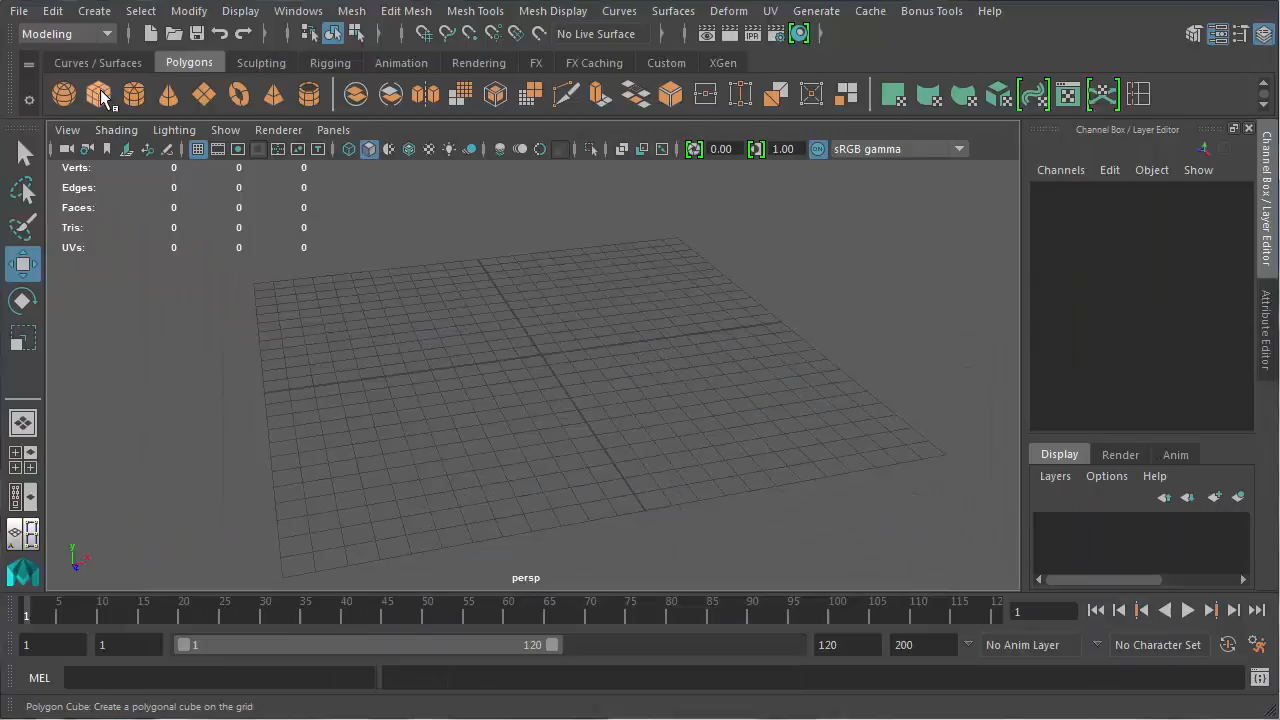 File Edit Create Select Modify Display Windows Mesh Edit Mesh Mesh Tools Mesh Display Curves Surfaces Deform UV Generate Cache Bonus Tools Help
Modeling No Live Surface
Curves / Surfaces Polygons Sculpting Rigging Animation Rendering FX FX Caching Custom XGen
View Shading Lighting Show Renderer Panels
0.00 1.00 ON sRGB gamma
Verts: 0 0 0
Edges: 0 0 0
Faces: 0 0 0
Tris: 0 0 0
UVs: 0 0 0
y
x
persp
Channel Box / Layer Editor
Channels Edit Object Show
Channel Box / Layer Editor
Attribute Editor
Display Render Anim
Layers Options Help
5 10 15 20 25 30 35 40 45 50 55 60 65 70 75 80 85 90 95 100 105 110 115 12
1 1
1 1 1 120 120 200 No Anim Layer No Character Set
MEL
Polygon Cube: Create a polygonal cube on the grid